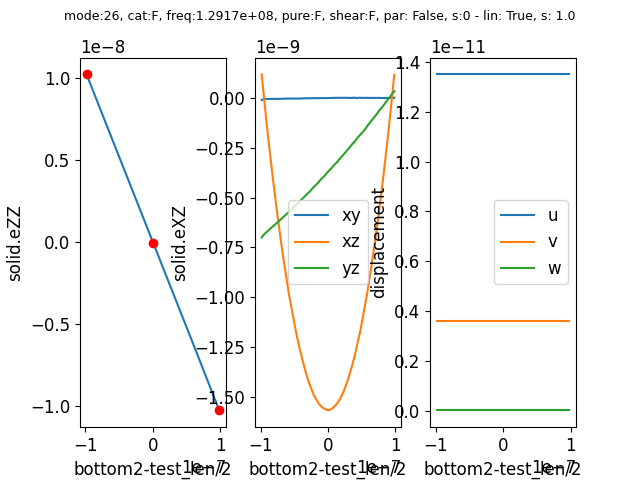 mode:26, cat:F, freq:1.2917e+08, pure:F, shear:F, par: False, s:0 - lin: True, s: 1.0
1e−8
1.0
0.5
0.0
−0.5
−1.0
solid.eZZ
−1
0
1
1e−7
bottom2-test_len/2
1e−9
0.00
−0.25
−0.50
−0.75
−1.00
−1.25
−1.50
solid.eXZ
xy
xz
yz
−1
0
1
1e−7
bottom2-test_len/2
1e−11
1.4
1.2
1.0
0.8
0.6
0.4
0.2
0.0
displacement
u
v
w
−1
0
1
1e−7
bottom2-test_len/2